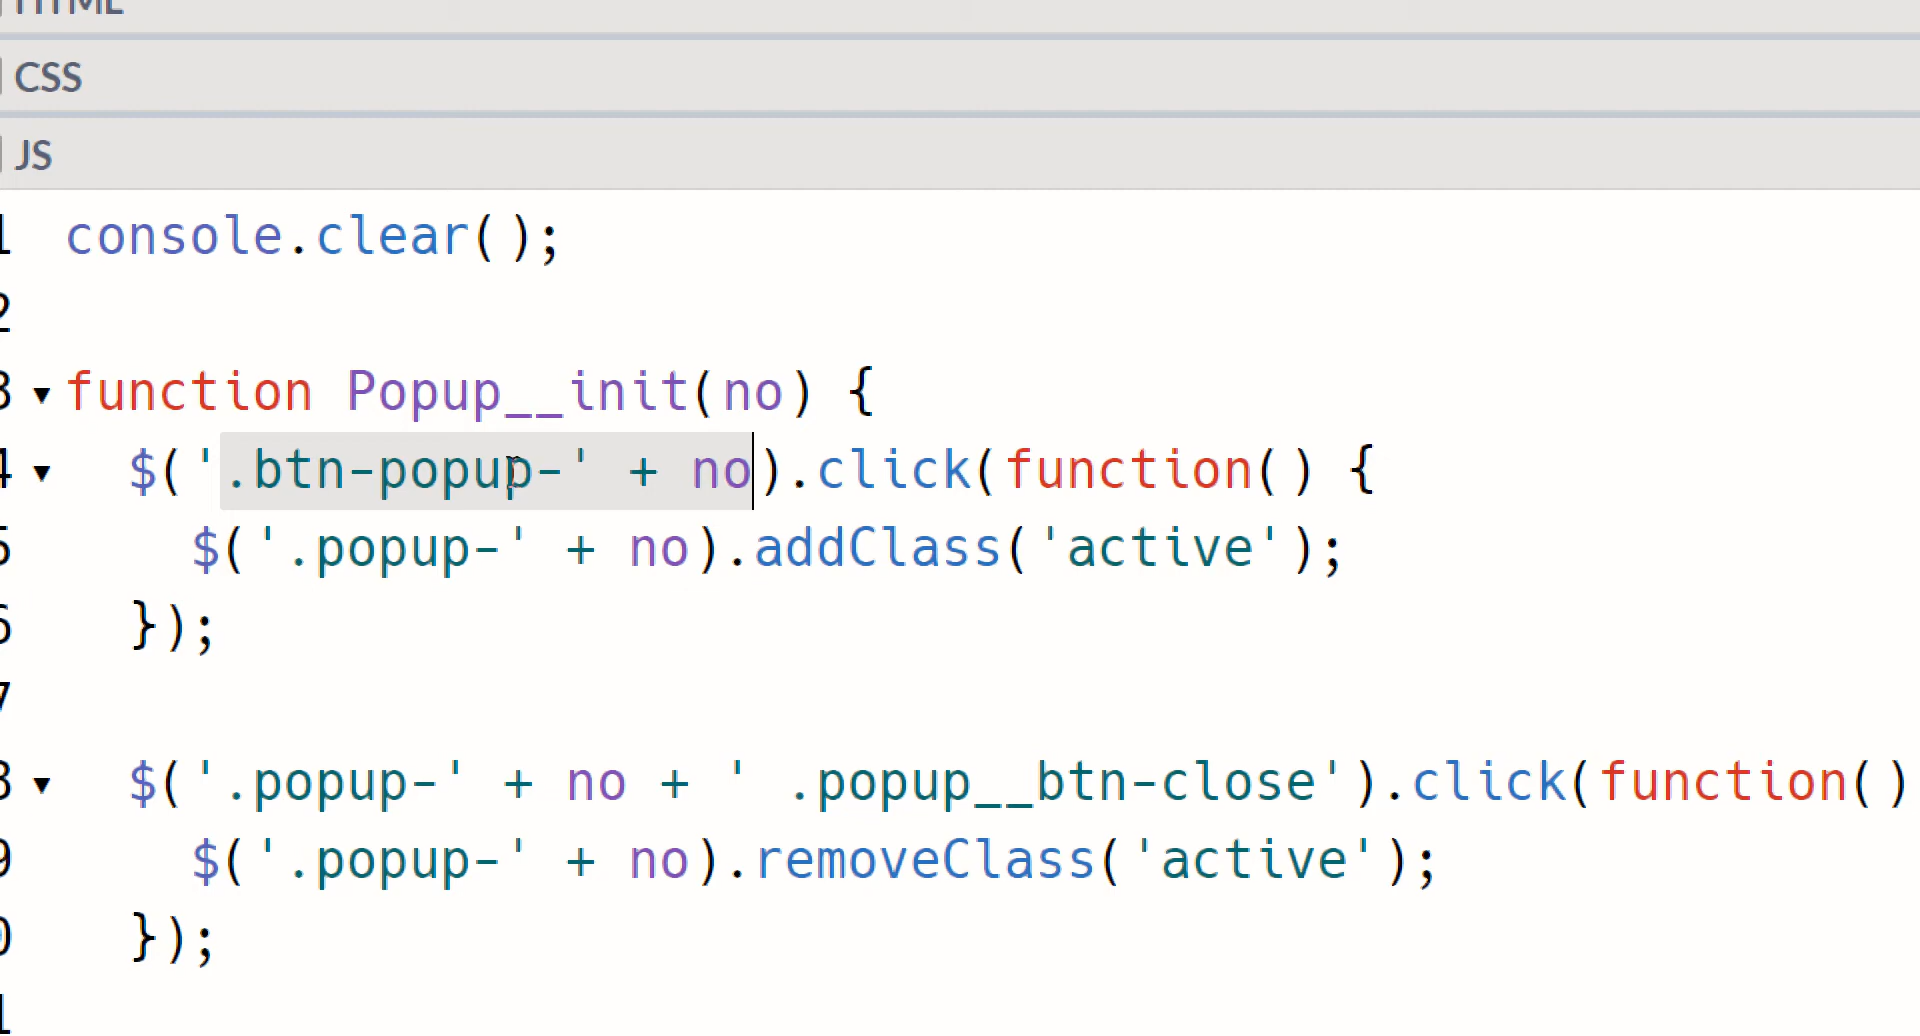 HTML
CSS
JS
1 console.clear();
2
3 ▾ function Popup__init(no) {
4 ▾ $('.btn-popup-' + no).click(function() {
5 $('.popup-' + no).addClass('active');
6 });
7
8 ▾ $('.popup-' + no + ' .popup__btn-close').click(function()
9 $('.popup-' + no).removeClass('active');
0 });
1